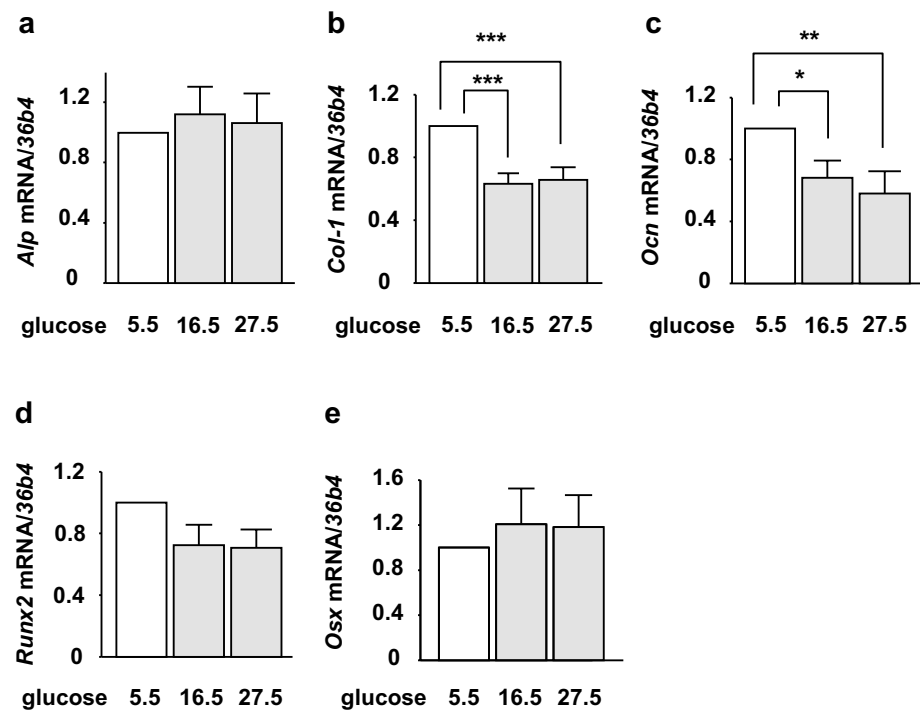 a
Alp mRNA/36b4
1.2
0.8
0.4
0
glucose 5.5 16.5 27.5
b
***
***
Col-1 mRNA/36b4
1.2
0.8
0.4
0
5.5 16.5 27.5
c
**
*
Ocn mRNA/36b4
1.2
0.8
0.4
0
5.5 16.5 27.5
d
Runx2 mRNA/36b4
1.2
0.8
0.4
0
glucose 5.5 16.5 27.5
e
Osx mRNA/36b4
1.6
1.2
0.8
0.4
0
glucose 5.5 16.5 27.5